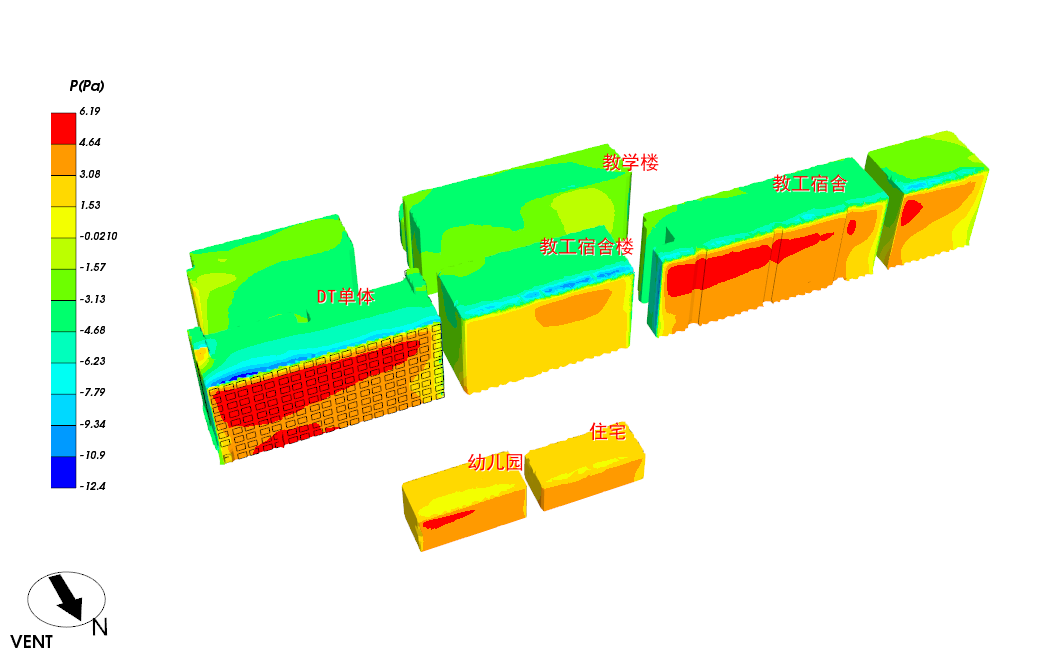 P(Pa)
6.19
4.64
3.08
1.53
-0.0210
-1.57
-3.13
-4.68
-6.23
-7.79
-9.34
-10.9
-12.4
教学楼
教工宿舍
教工宿舍楼
DT单体
住宅
幼儿园
N
VENT